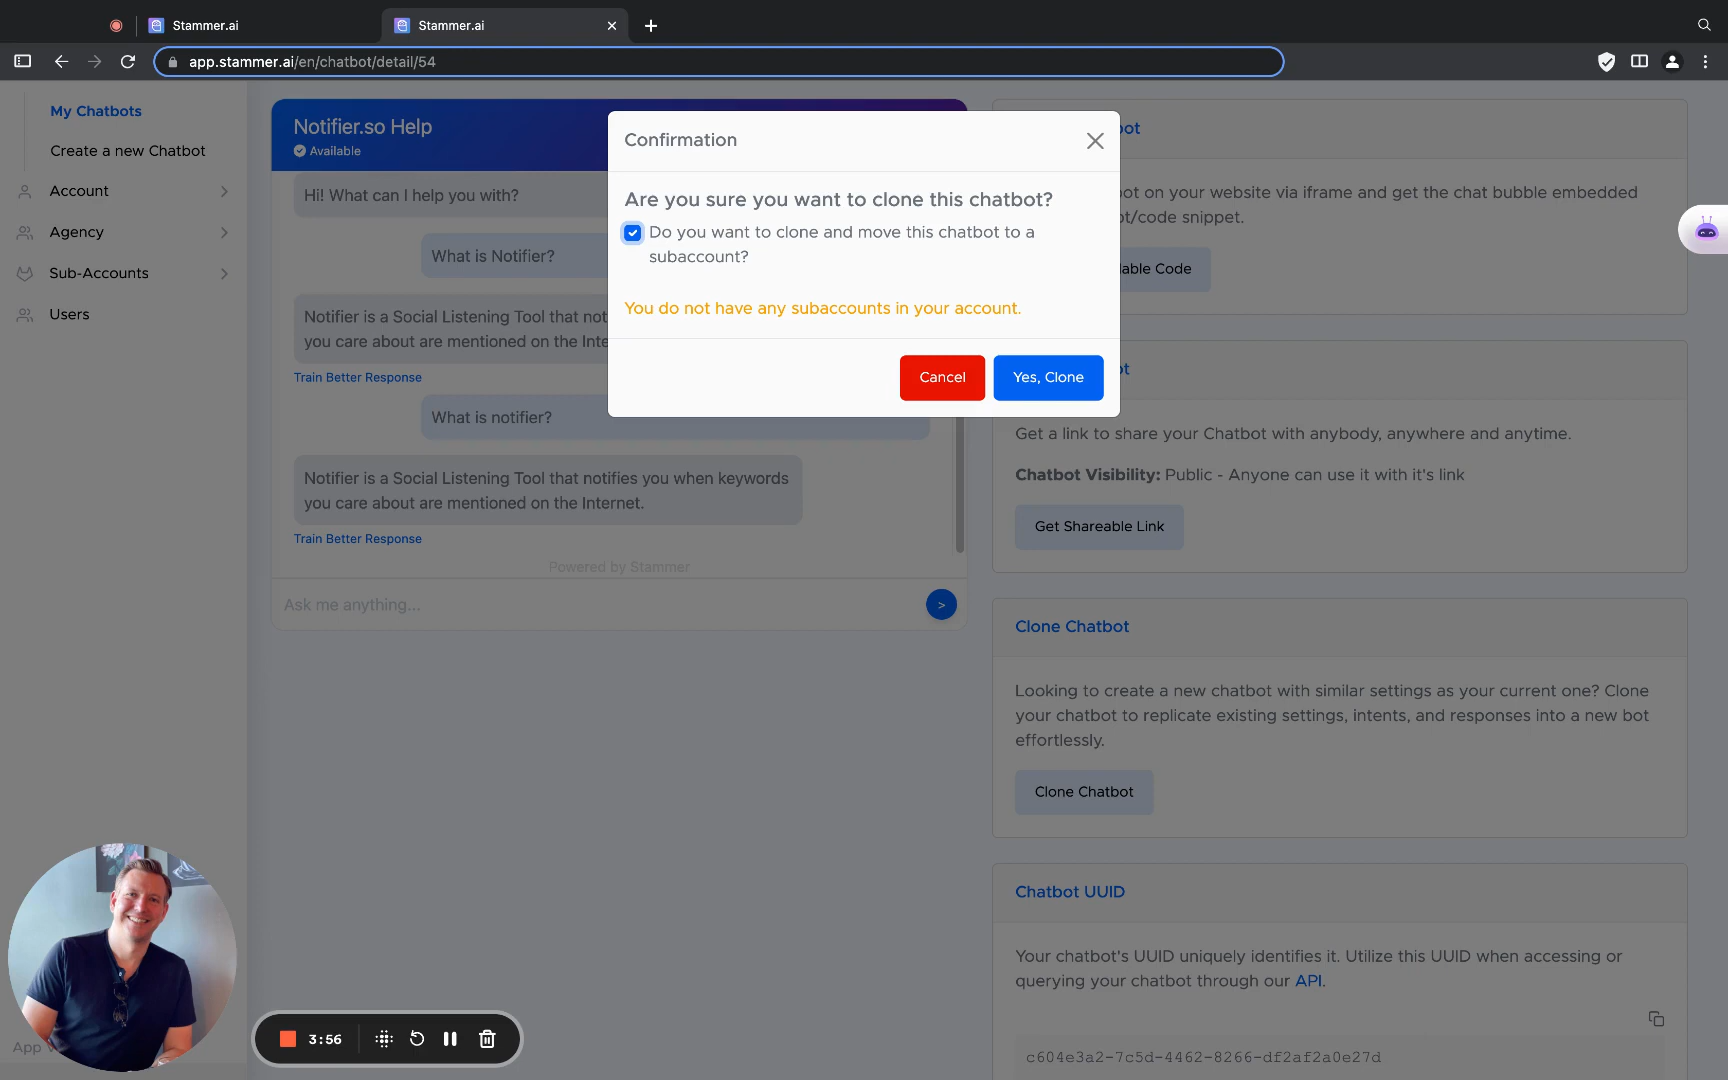 Stammer.ai
Stammer.ai
app.stammer.ai/en/chatbot/detail/54
My Chatbots
Create a new Chatbot
Account
Agency
Sub-Accounts
Users
App V
Notifier.so Help
Available
Hi! What can I help you with?
What is Notifier?
Notifier is a Social Listening Tool that not
you care about are mentioned on the Inte
Train Better Response
What is notifier?
Notifier is a Social Listening Tool that notifies you when keywords
you care about are mentioned on the Internet.
Train Better Response
Powered by Stammer
Ask me anything...
>
Confirmation
Are you sure you want to clone this chatbot?
Do you want to clone and move this chatbot to a
subaccount?
You do not have any subaccounts in your account.
Cancel
Yes, Clone
ot on your website via iframe and get the chat bubble embedded
t/code snippet.
lable Code
Get a link to share your Chatbot with anybody, anywhere and anytime.
Chatbot Visibility: Public - Anyone can use it with it's link
Get Shareable Link
Clone Chatbot
Looking to create a new chatbot with similar settings as your current one? Clone
your chatbot to replicate existing settings, intents, and responses into a new bot
effortlessly.
Clone Chatbot
Chatbot UUID
Your chatbot's UUID uniquely identifies it. Utilize this UUID when accessing or
querying your chatbot through our API.
c604e3a2-7c5d-4462-8266-df2af2a0e27d
3:56